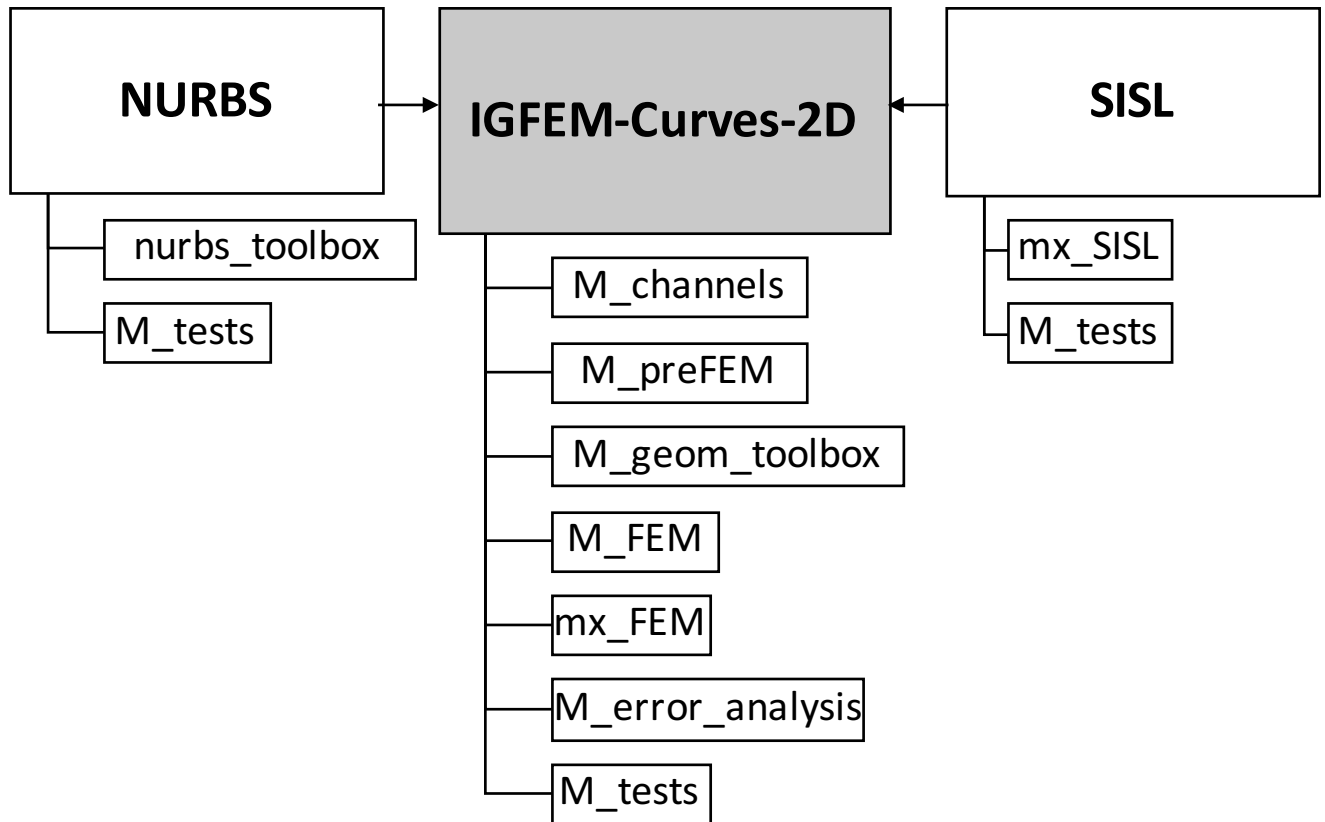 NURBS
nurbs_toolbox
M_tests
IGFEM-Curves-2D
M_channels
M_preFEM
M_geom_toolbox
M_FEM
mx_FEM
M_error_analysis
M_tests
SISL
mx_SISL
M_tests